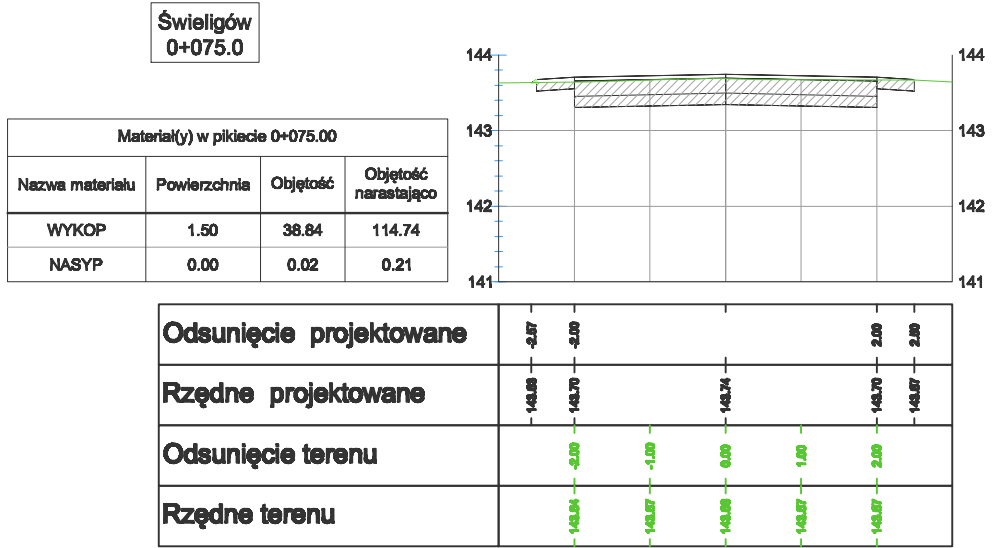 Świeligów
0+075.0
144
144
143
143
142
142
141
141
Materiał(y) w pikiecie 0+075.00
Nazwa materiału Powierzchnia Objętość Objętość narastająco
WYKOP 1.50 38.84 114.74
NASYP 0.00 0.02 0.21
Odsunięcie projektowane -2.57 -2.00 2.00 2.50
Rzędne projektowane 143.68 143.70 143.74 143.70 143.67
Odsunięcie terenu -2.00 -1.00 0.00 1.00 2.00
Rzędne terenu 143.64 143.67 143.68 143.67 143.67